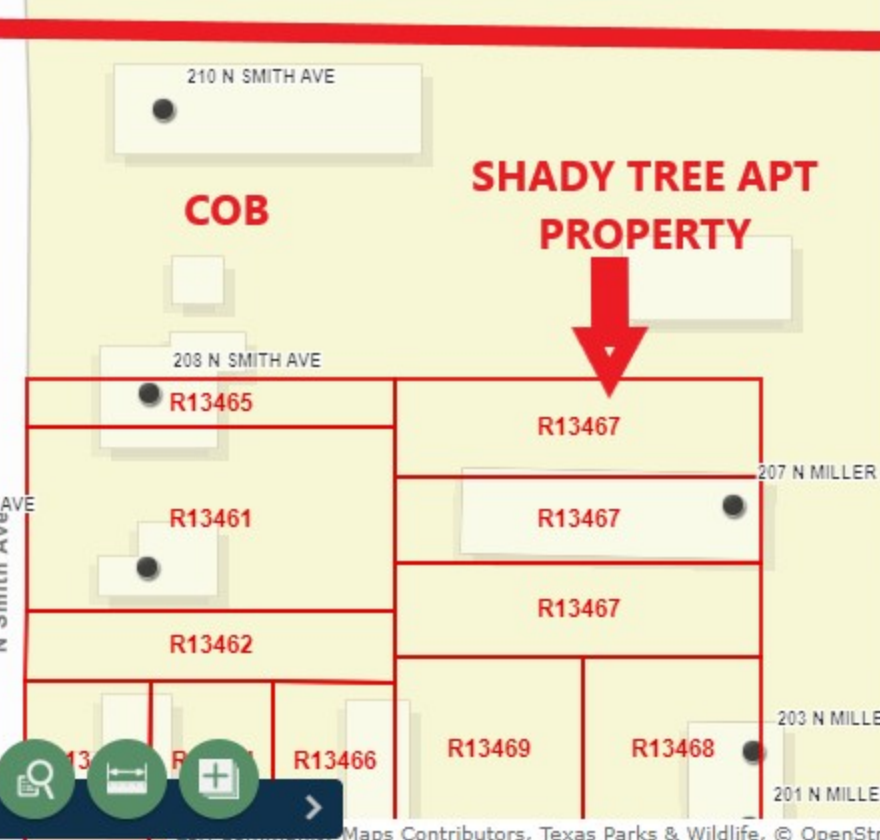 210 N SMITH AVE
SHADY TREE APT
PROPERTY
COB
208 N SMITH AVE
R13465
R13467
207 N MILLER
AVE
R13461
R13467
N Smith Ave
R13467
R13462
203 N MILLE
R13469
R13468
13
R
R13466
201 N MILLE
Maps Contributors, Texas Parks & Wildlife, © OpenSt